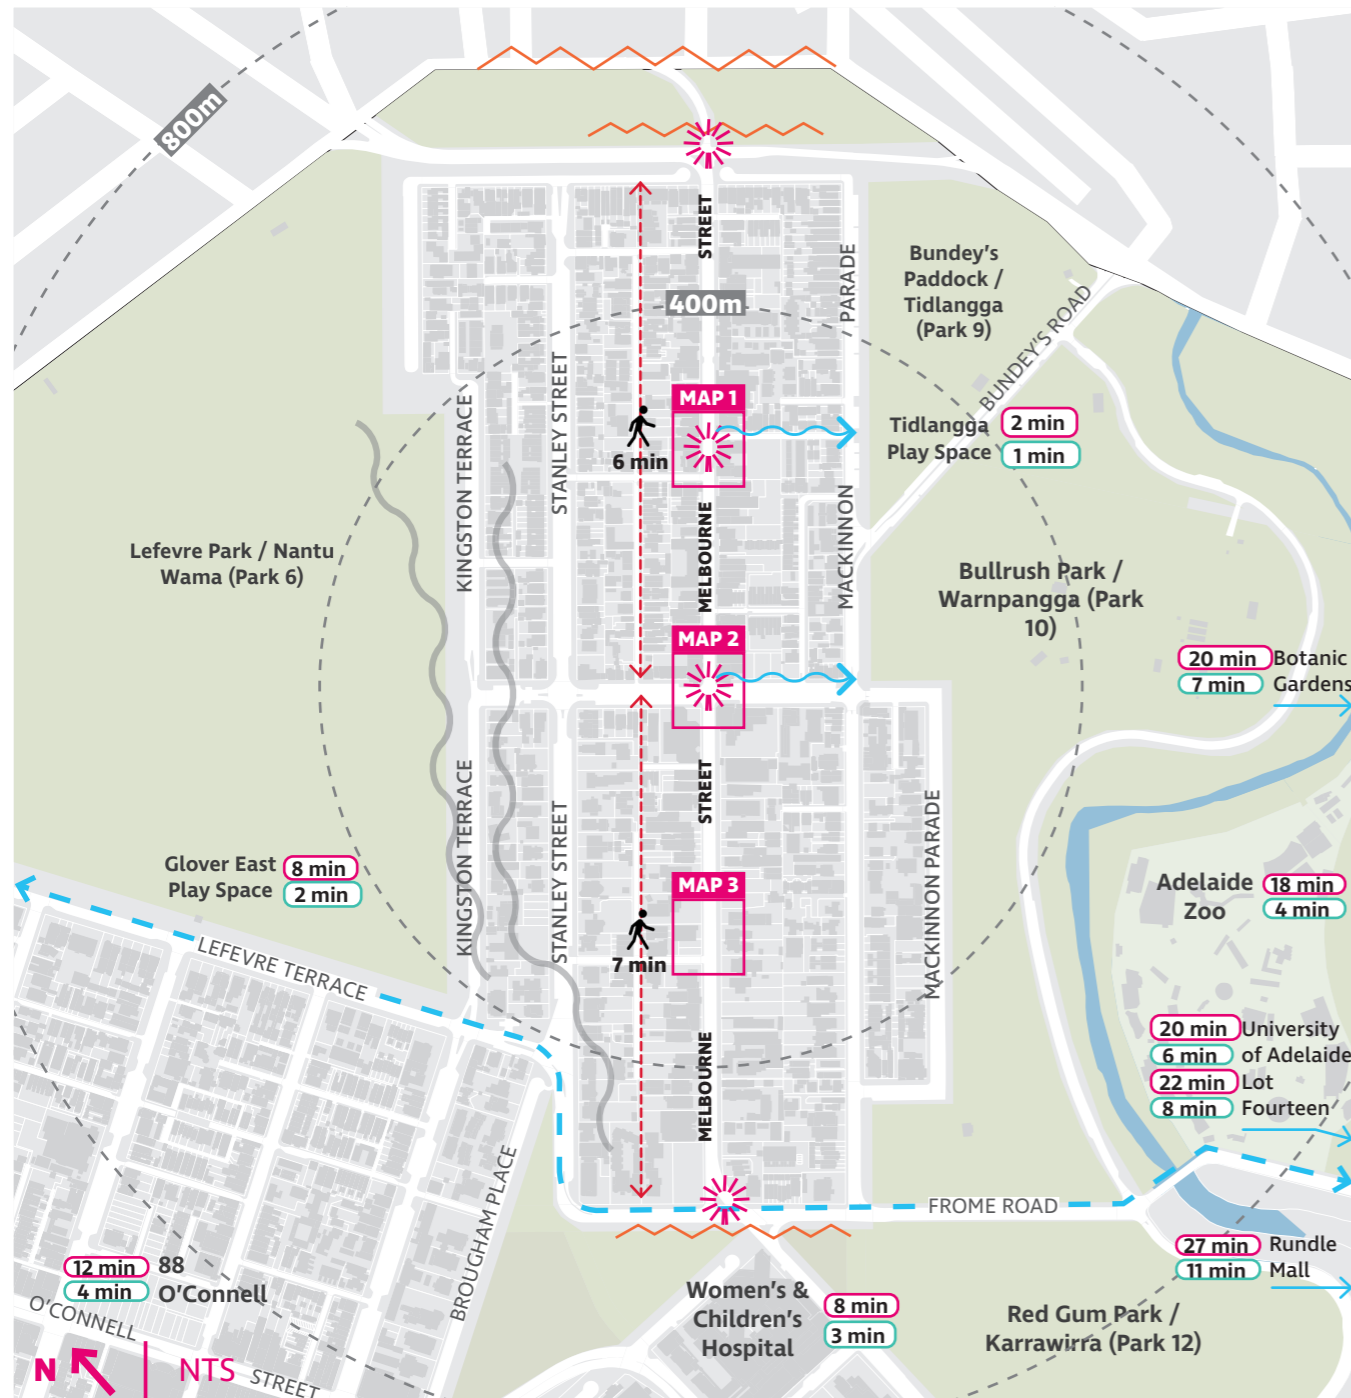 800m
STREET
400m
PARADE
Bundey's
Paddock /
Tidlangga
(Park 9)
BUNDEY'S ROAD
MAP 1
KINGSTON TERRACE
STANLEY STREET
6 min
Tidlangga 2 min
Play Space 1 min
MELBOURNE
MACKINNON
Lefevre Park / Nantu
Wama (Park 6)
Bullrush Park /
Warnpangga (Park
10)
MAP 2
20 min Botanic
7 min Gardens
KINGSTON TERRACE
STANLEY STREET
STREET
MACKINNON PARADE
Glover East 8 min
Play Space 2 min
MAP 3
7 min
Adelaide 18 min
Zoo 4 min
LEFEVRE TERRACE
MELBOURNE
20 min University
6 min of Adelaide
22 min Lot
8 min Fourteen
BROUGHAM PLACE
FROME ROAD
12 min 88
4 min O'Connell
27 min Rundle
11 min Mall
Women's &
Children's
Hospital
8 min
3 min
Red Gum Park /
Karrawirra (Park 12)
O'CONNELL
STREET
N
NTS